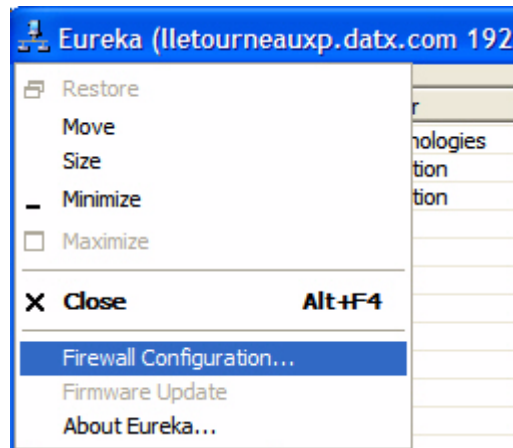 Eureka (lletourneauxp.datx.com 192
Restore
Move
Size
Minimize
Maximize
Close Alt+F4
Firewall Configuration...
Firmware Update
About Eureka...
r
nologies
tion
tion